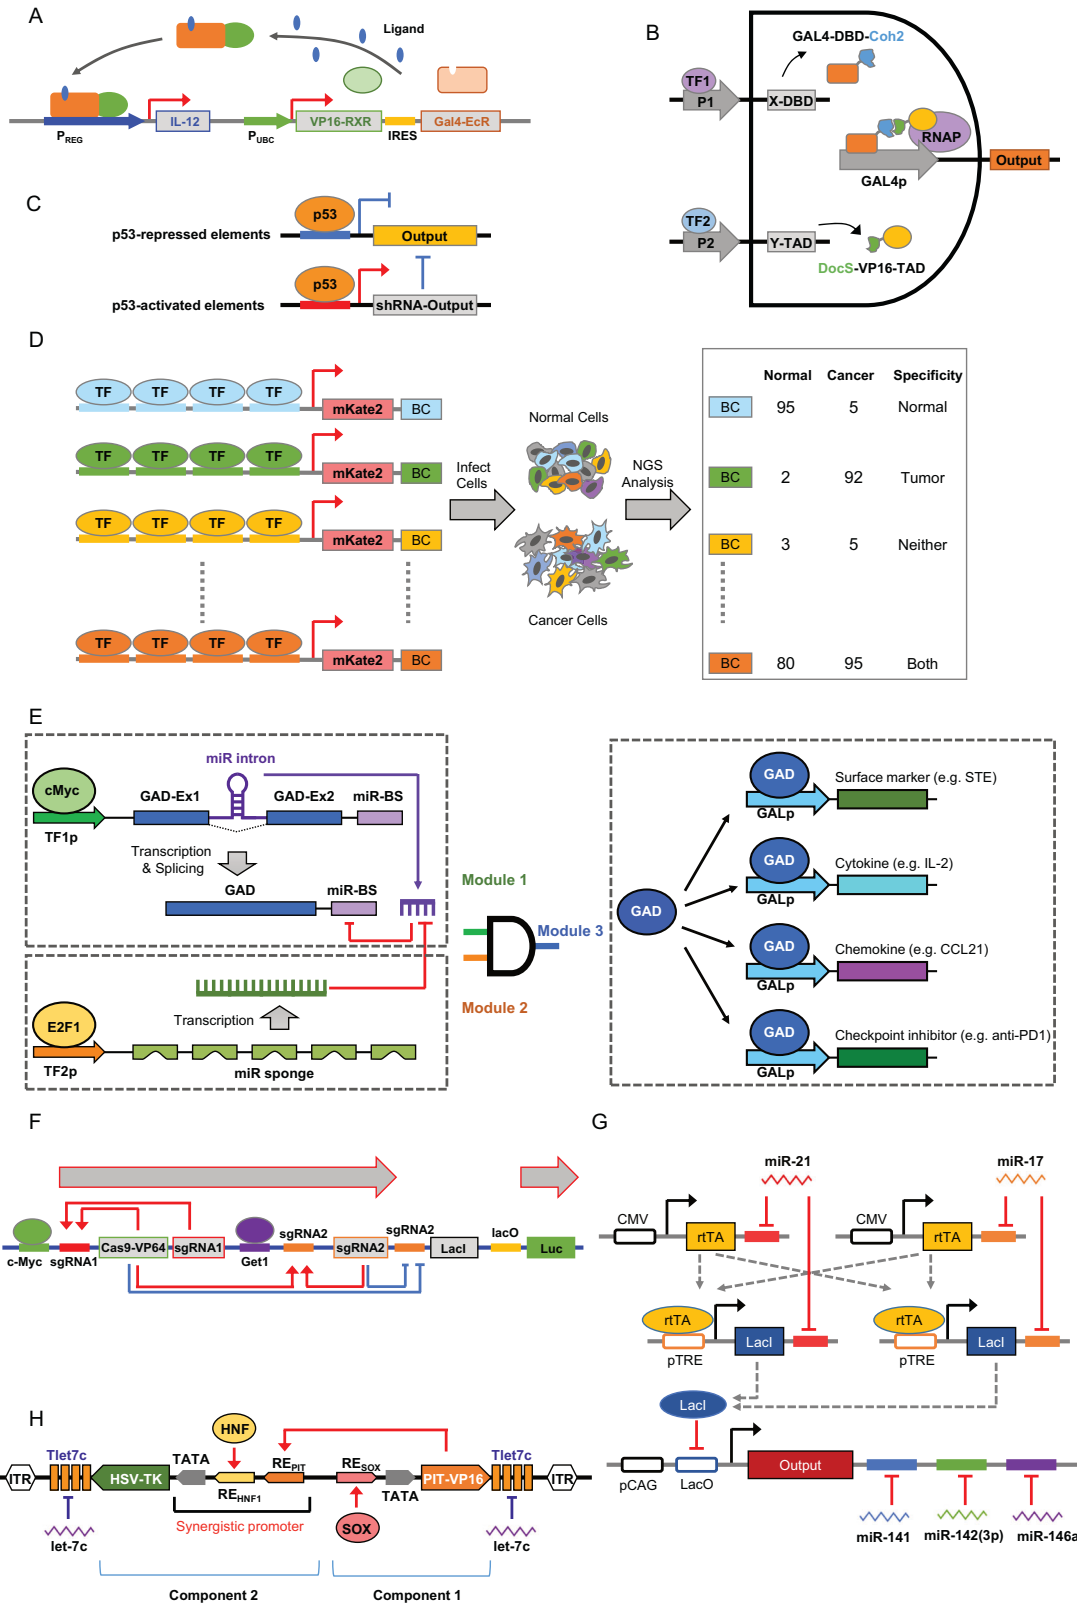 A
Ligand
IL-12
VP16-RXR
Gal4-EcR
PREG
PUBC
IRES
B
GAL4-DBD-Coh2
TF1
P1
X-DBD
RNAP
GAL4p
Output
TF2
P2
Y-TAD
DocS-VP16-TAD
C
p53
p53-repressed elements
Output
p53
p53-activated elements
shRNA-Output
D
TF TF TF TF
mKate2 BC
TF TF TF TF
mKate2 BC
TF TF TF TF
mKate2 BC
TF TF TF TF
mKate2 BC
Infect
Cells
Normal Cells
Cancer Cells
NGS
Analysis
Normal Cancer Specificity
BC 95 5 Normal
BC 2 92 Tumor
BC 3 5 Neither
BC 80 95 Both
E
miR intron
cMyc
GAD-Ex1
GAD-Ex2
miR-BS
TF1p
Transcription
& Splicing
GAD
miR-BS
Module 1
Module 3
Module 2
E2F1
Transcription
TF2p
miR sponge
GAD
GAD
Surface marker (e.g. STE)
GALp
GAD
Cytokine (e.g. IL-2)
GALp
GAD
Chemokine (e.g. CCL21)
GALp
GAD
Checkpoint inhibitor (e.g. anti-PD1)
GALp
F
c-Myc
sgRNA1
Cas9-VP64
sgRNA1
Get1
sgRNA2
sgRNA2
sgRNA2
LacI
lacO
Luc
G
miR-21
miR-17
CMV
rtTA
CMV
rtTA
rtTA
pTRE
LacI
rtTA
pTRE
LacI
LacI
pCAG
LacO
Output
miR-141
miR-142(3p)
miR-146a
H
HNF
Tlet7c
TATA
REPIT
RESOX
Tlet7c
ITR
HSV-TK
PIT-VP16
ITR
REHNF1
TATA
Synergistic promoter
SOX
let-7c
let-7c
Component 2
Component 1